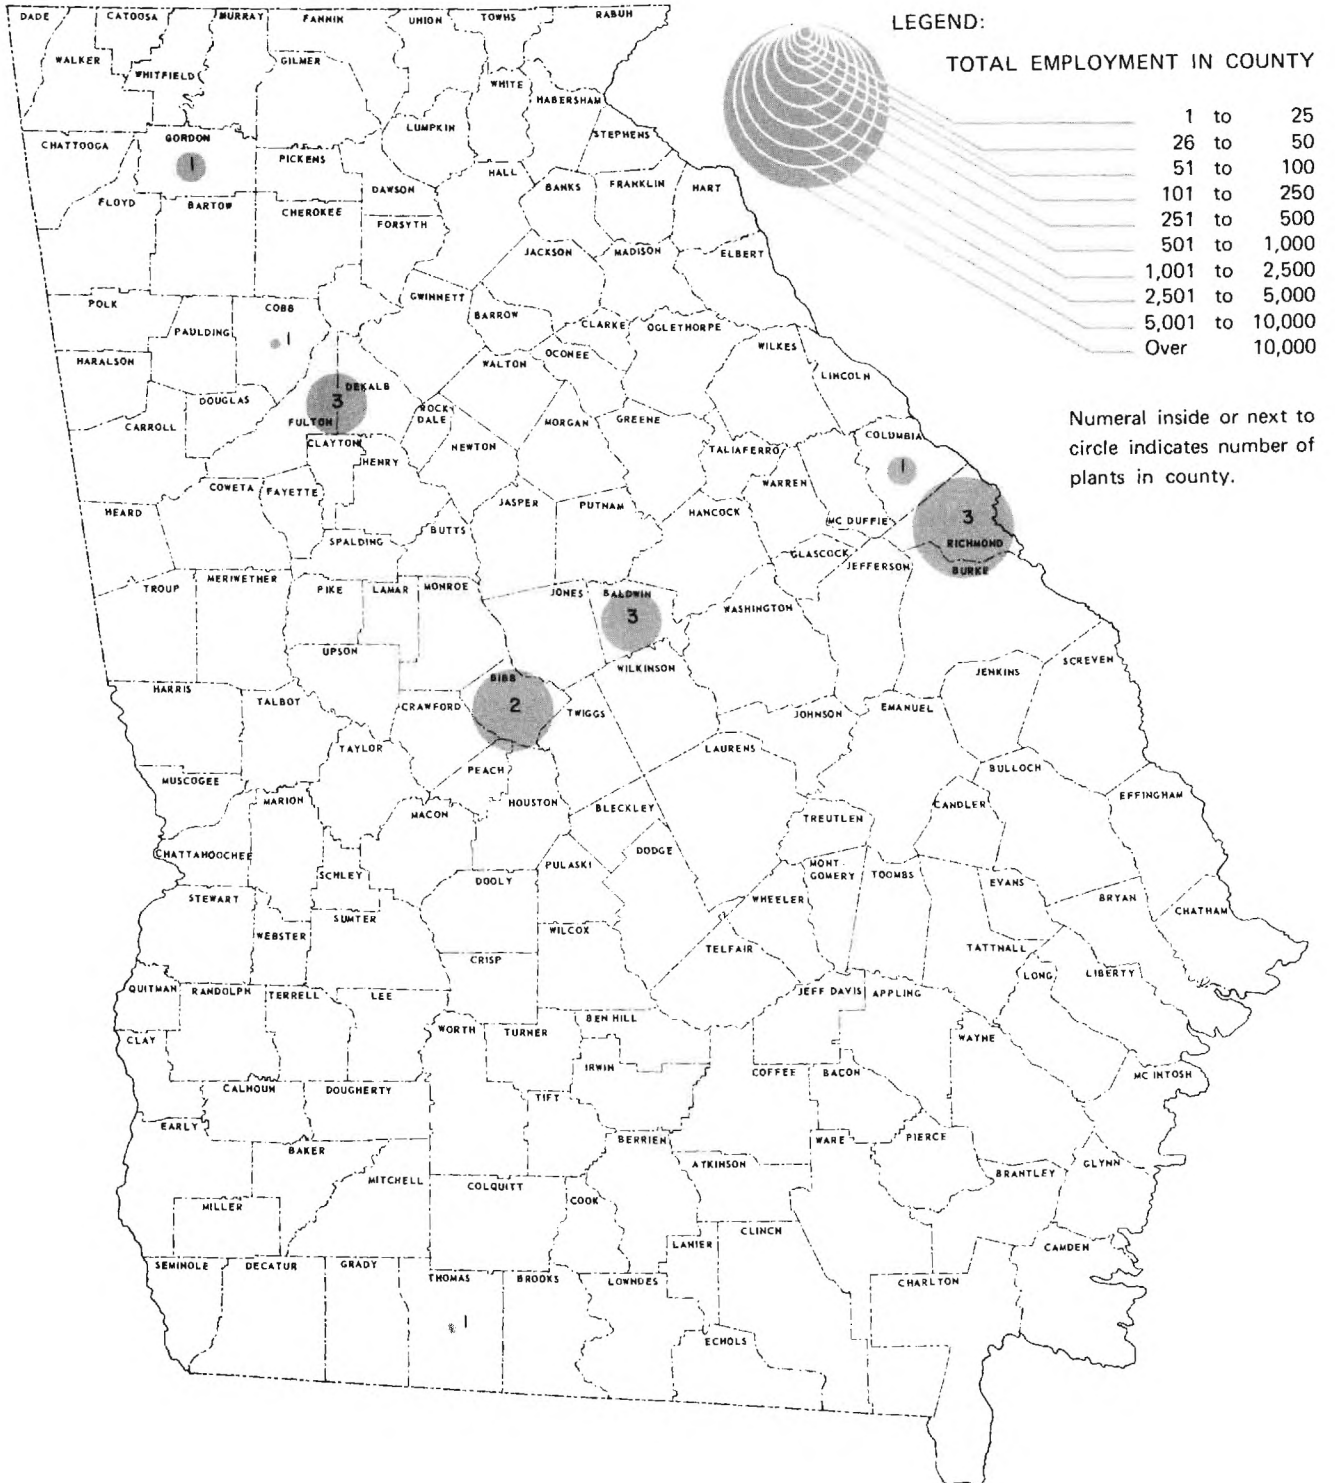 LEGEND:
TOTAL EMPLOYMENT IN COUNTY
1 to 25
26 to 50
51 to 100
101 to 250
251 to 500
501 to 1,000
1,001 to 2,500
2,501 to 5,000
5,001 to 10,000
Over 10,000
Numeral inside or next to
circle indicates number of
plants in county.
DADE
CATOOSA
MURRAY
FANNIN
UNION
TOWHS
RABUH
WALKER
WHITFIELD
GILMER
WHITE
HABERSHAM
LUMPKIN
STEPHENS
CHATTOOGA
GORDON
1
PICKENS
DAWSON
HALL
BANKS
FRANKLIN
HART
FLOYD
BARTOW
CHEROKEE
FORSYTH
JACKSON
MADISON
ELBERT
POLK
PAULDING
COBB
1
GWINNETT
BARROW
CLARKE
OGLETHORPE
WILKES
LINCOLN
HARALSON
WALTON
OCONEE
DOUGLAS
DEKALB
3
FULTON
ROCK
DALE
CARROLL
CLAYTON
HENRY
NEWTON
MORGAN
GREENE
TALIAFERRO
COLUMBIA
1
WARREN
MC DUFFIE
3
RICHMOND
BURKE
HEARD
COWETA
FAYETTE
SPALDING
BUTTS
JASPER
PUTNAM
HANCOCK
GLASCOCK
JEFFERSON
TROUP
MERIWETHER
PIKE
LAMAR
MONROE
JONES
BALDWIN
3
WASHINGTON
UPSON
WILKINSON
JENKINS
SCREVEN
HARRIS
TALBOT
CRAWFORD
BIBB
2
TWIGGS
JOHNSON
EMANUEL
TAYLOR
PEACH
LAURENS
BULLOCH
MUSCOGEE
MARION
MACON
HOUSTON
BLECKLEY
TREUTLEN
CANDLER
EFFINGHAM
CHATTAHOOCHEE
SCHLEY
DOOLY
PULASKI
DODGE
MONT
GOMERY
TOOMBS
EVANS
BRYAN
CHATHAM
STEWART
WEBSTER
SUMTER
WILCOX
WHEELER
TELFAIR
TATTHALL
CRISP
LONG
LIBERTY
QUITMAN
RANDOLPH
TERRELL
LEE
JEFF DAVIS
APPLING
CLAY
WORTH
TURNER
BEN HILL
WAYHE
IRWIN
COFFEE
BACON
MC INTOSH
CALHOUN
DOUGHERTY
TIFT
EARLY
BAKER
BERRIEN
WARE
PIERCE
MITCHELL
COLQUITT
ATKINSON
BRANTLEY
GLYNN
MILLER
COOK
LAHIER
CLINCH
CAMDEN
SEMINOLE
DECATUR
GRADY
THOMAS
1
BROOKS
LOWNDES
CHARLTON
ECHOLS